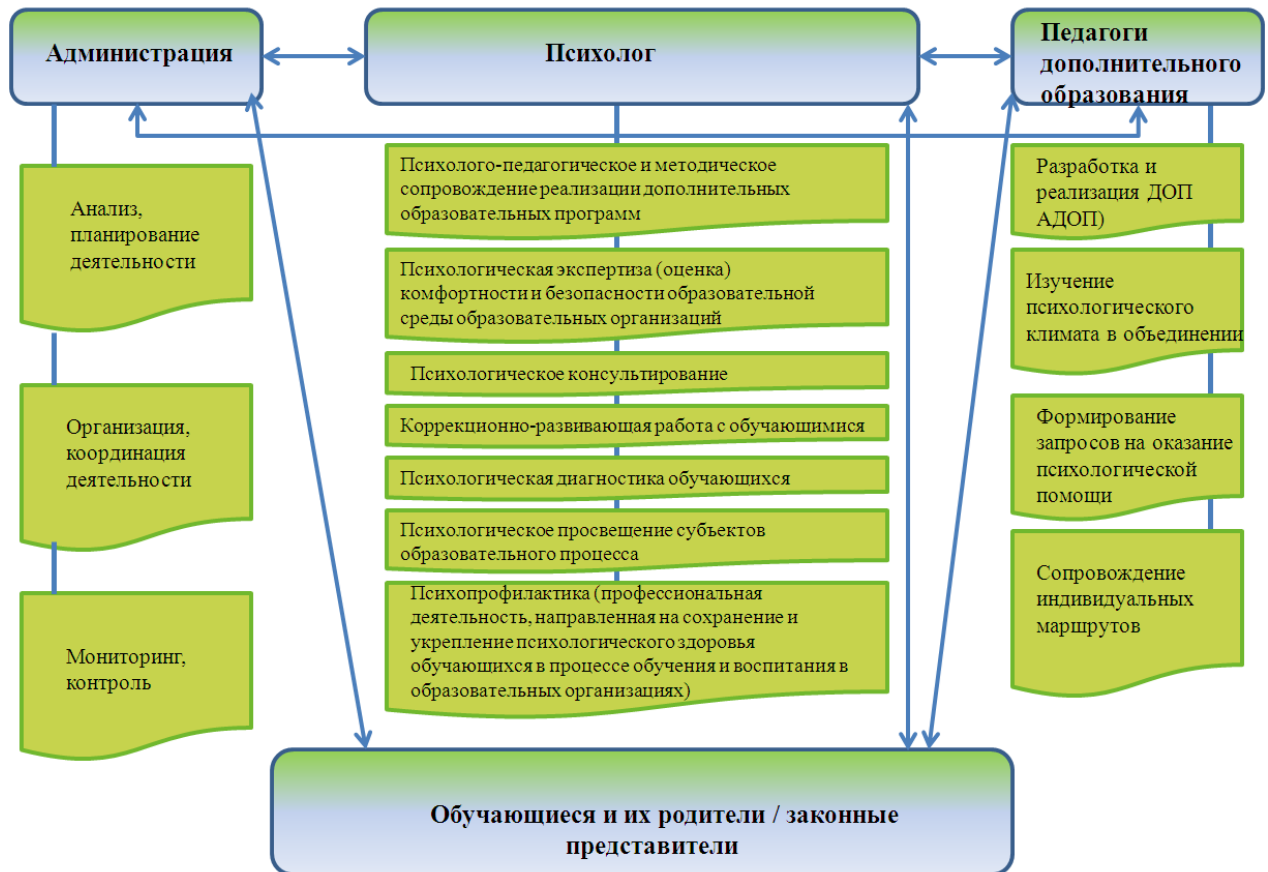 Администрация
Психолог
Педагоги
дополнительного
образования
Анализ,
планирование
деятельности
Организация,
координация
деятельности
Мониторинг,
контроль
Психолого-педагогическое и методическое
сопровождение реализации дополнительных
образовательных программ
Психологическая экспертиза (оценка)
комфортности и безопасности образовательной
среды образовательных организаций
Психологическое консультирование
Коррекционно-развивающая работа с обучающимися
Психологическая диагностика обучающихся
Психологическое просвещение субъектов
образовательного процесса
Психопрофилактика (профессиональная
деятельность, направленная на сохранение и
укрепление психологического здоровья
обучающихся в процессе обучения и воспитания в
образовательных организациях)
Разработка и
реализация ДОП
АДОП)
Изучение
психологического
климата в объединении
Формирование
запросов на оказание
психологической
помощи
Сопровождение
индивидуальных
маршрутов
Обучающиеся и их родители / законные
представители